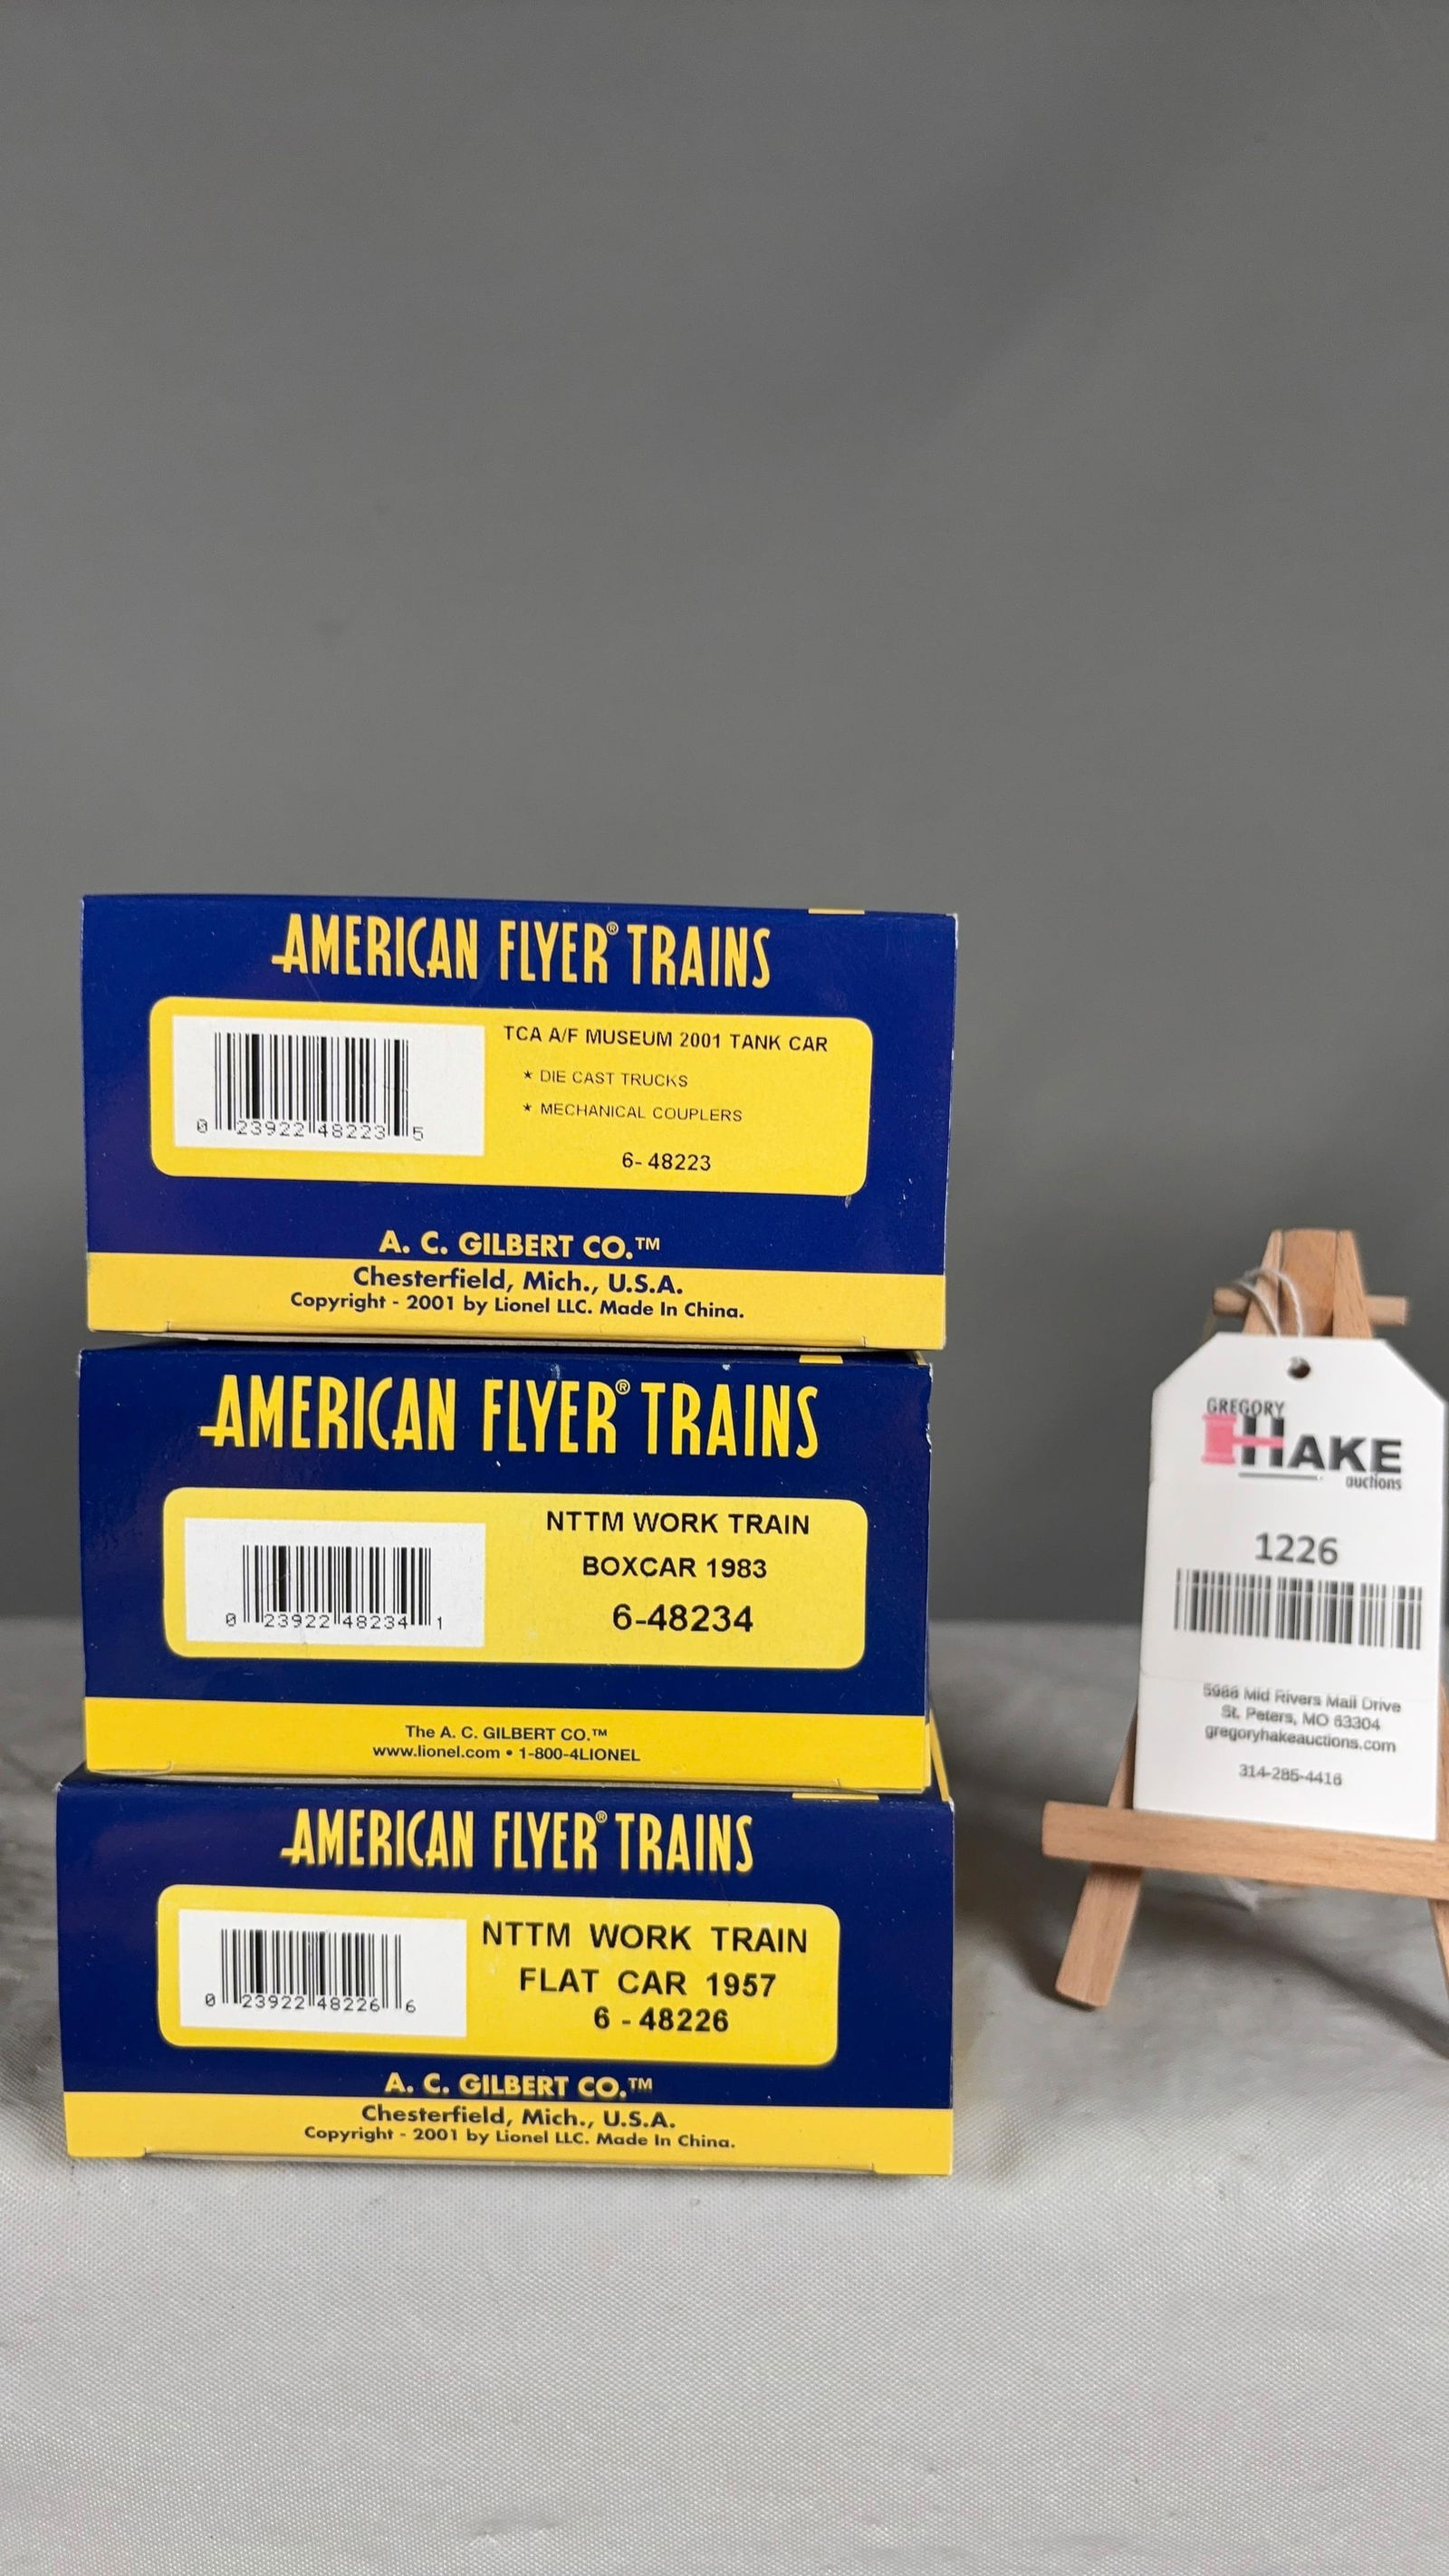 AMERICAN FLYER® TRAINS
TCA A/F MUSEUM 2001 TANK CAR
★ DIE CAST TRUCKS
★ MECHANICAL COUPLERS
6- 48223
0 23922 48223 5
A. C. GILBERT CO.™
Chesterfield, Mich., U.S.A.
Copyright - 2001 by Lionel LLC. Made In China.
AMERICAN FLYER® TRAINS
NTTM WORK TRAIN
BOXCAR 1983
6-48234
0 23922 48234 1
The A. C. GILBERT CO.™
www.lionel.com • 1-800-4LIONEL
AMERICAN FLYER® TRAINS
NTTM WORK TRAIN
FLAT CAR 1957
6 - 48226
0 23922 48226 6
A. C. GILBERT CO.™
Chesterfield, Mich., U.S.A.
Copyright - 2001 by Lionel LLC. Made In China.
GREGORY
HAKE
auctions
1226
5988 Mid Rivers Mall Drive
St. Peters, MO 63304
gregoryhakeauctions.com
314-285-4416